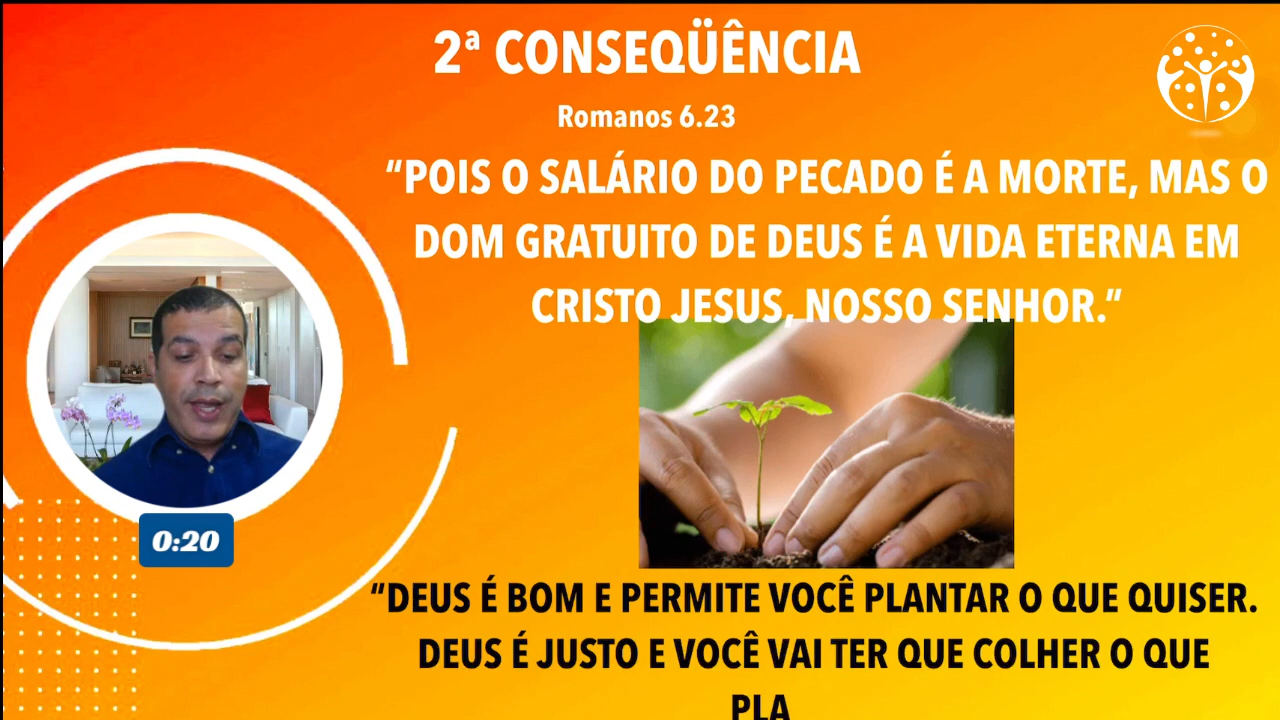 2ª CONSEQÜÊNCIA
Romanos 6.23
“POIS O SALÁRIO DO PECADO É A MORTE, MAS O
DOM GRATUITO DE DEUS É A VIDA ETERNA EM
CRISTO JESUS, NOSSO SENHOR.”
0:20
“DEUS É BOM E PERMITE VOCÊ PLANTAR O QUE QUISER.
DEUS É JUSTO E VOCÊ VAI TER QUE COLHER O QUE
PLA